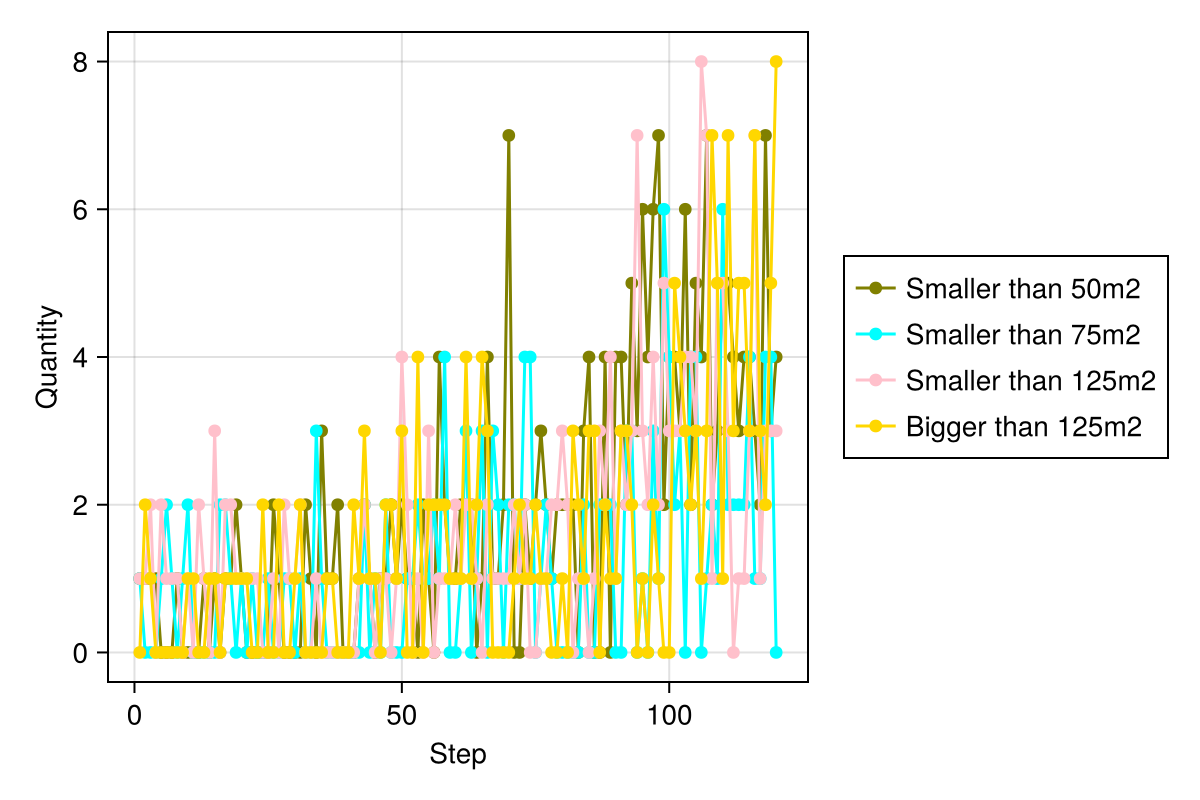 8
6
4
2
0
0
50
100
Quantity
Step
Smaller than 50m2
Smaller than 75m2
Smaller than 125m2
Bigger than 125m2